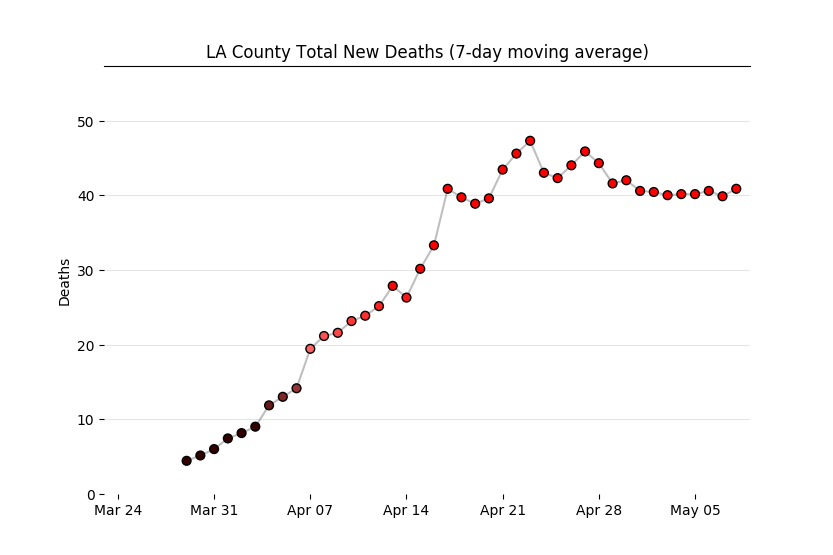 LA County Total New Deaths (7-day moving average)
50
40
30
20
10
0
Deaths
Mar 24 Mar 31 Apr 07 Apr 14 Apr 21 Apr 28 May 05